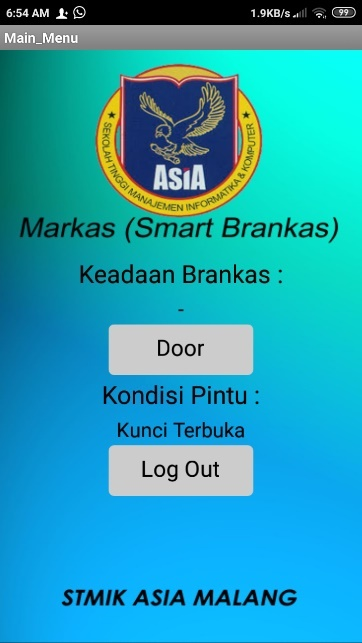 6:54 AM
1.9KB/s
99
Main_Menu
ASIA
SEKOLAH TINGGI MANAJEMEN INFORMATIKA & KOMPUTER
Markas (Smart Brankas)
Keadaan Brankas :
-
Door
Kondisi Pintu :
Kunci Terbuka
Log Out
STMIK ASIA MALANG